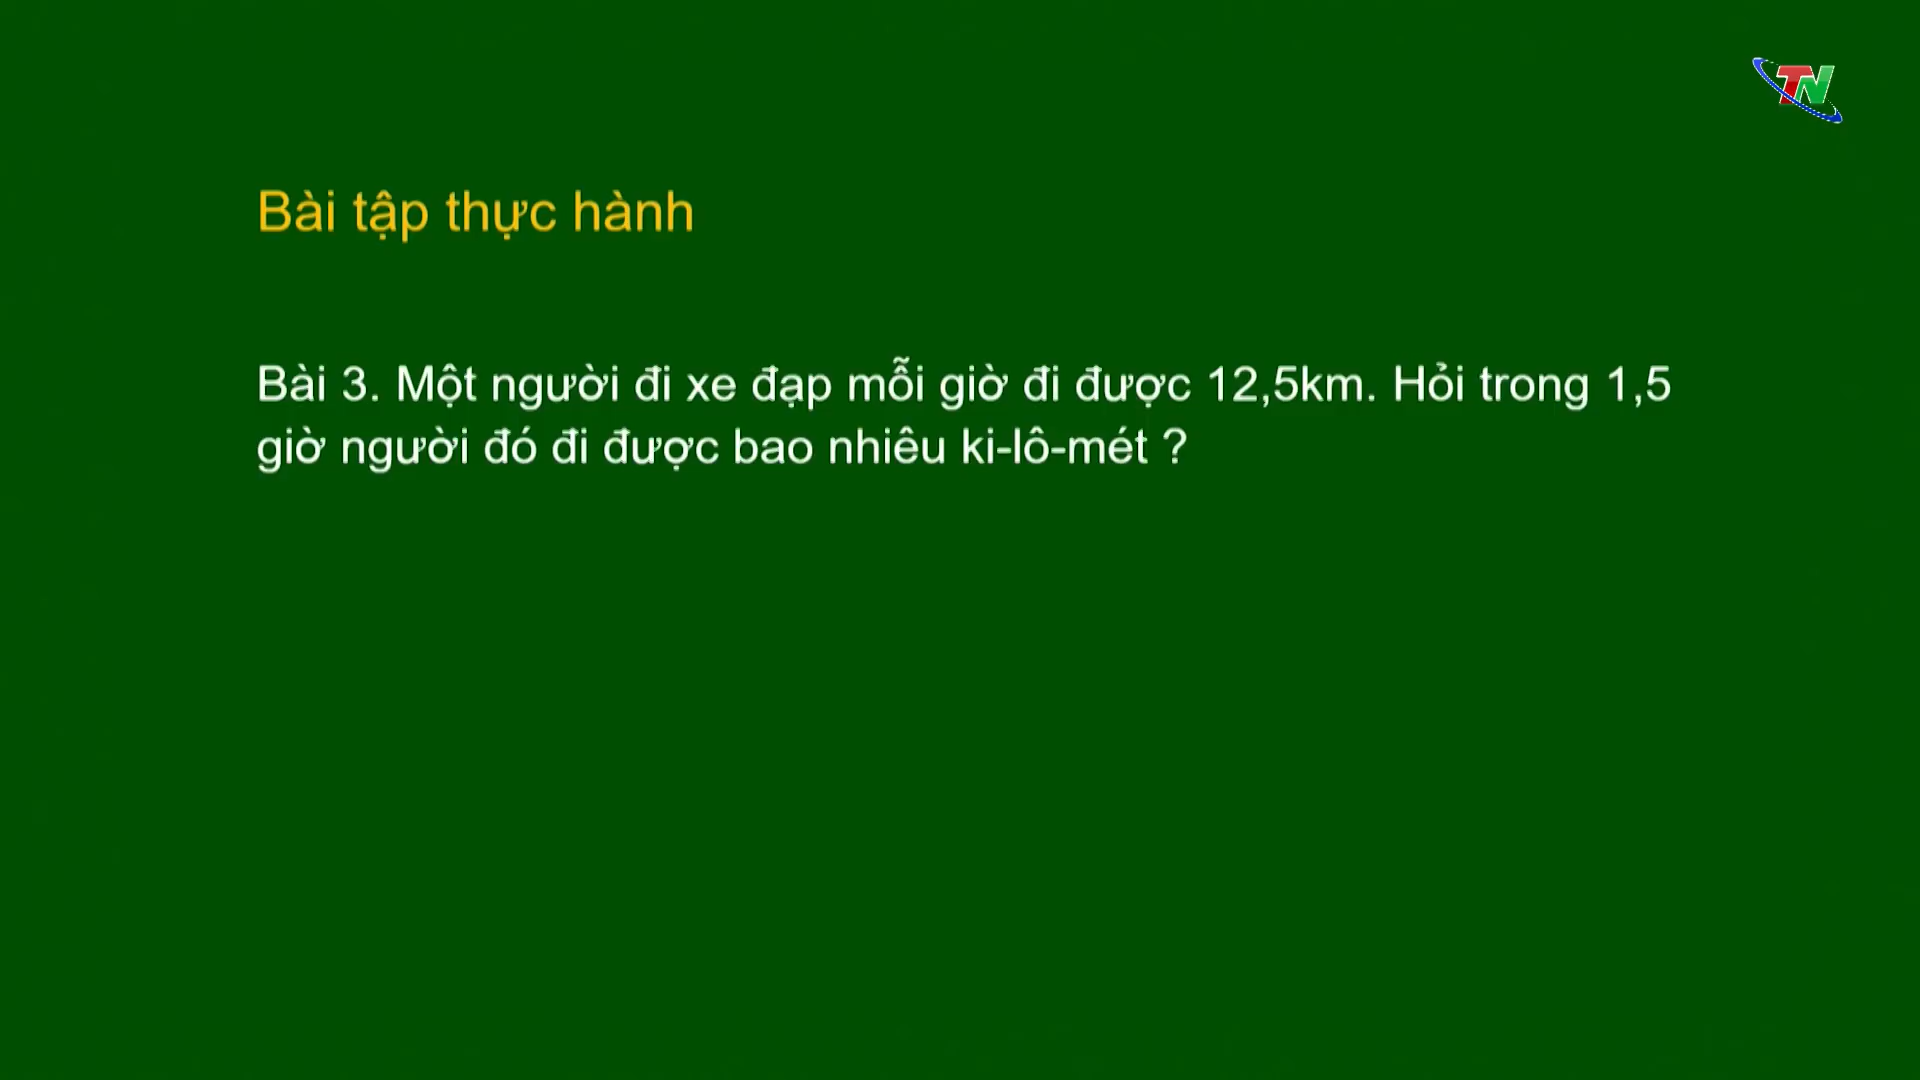 TN
Bài tập thực hành
Bài 3. Một người đi xe đạp mỗi giờ đi được 12,5km. Hỏi trong 1,5
giờ người đó đi được bao nhiêu ki-lô-mét ?